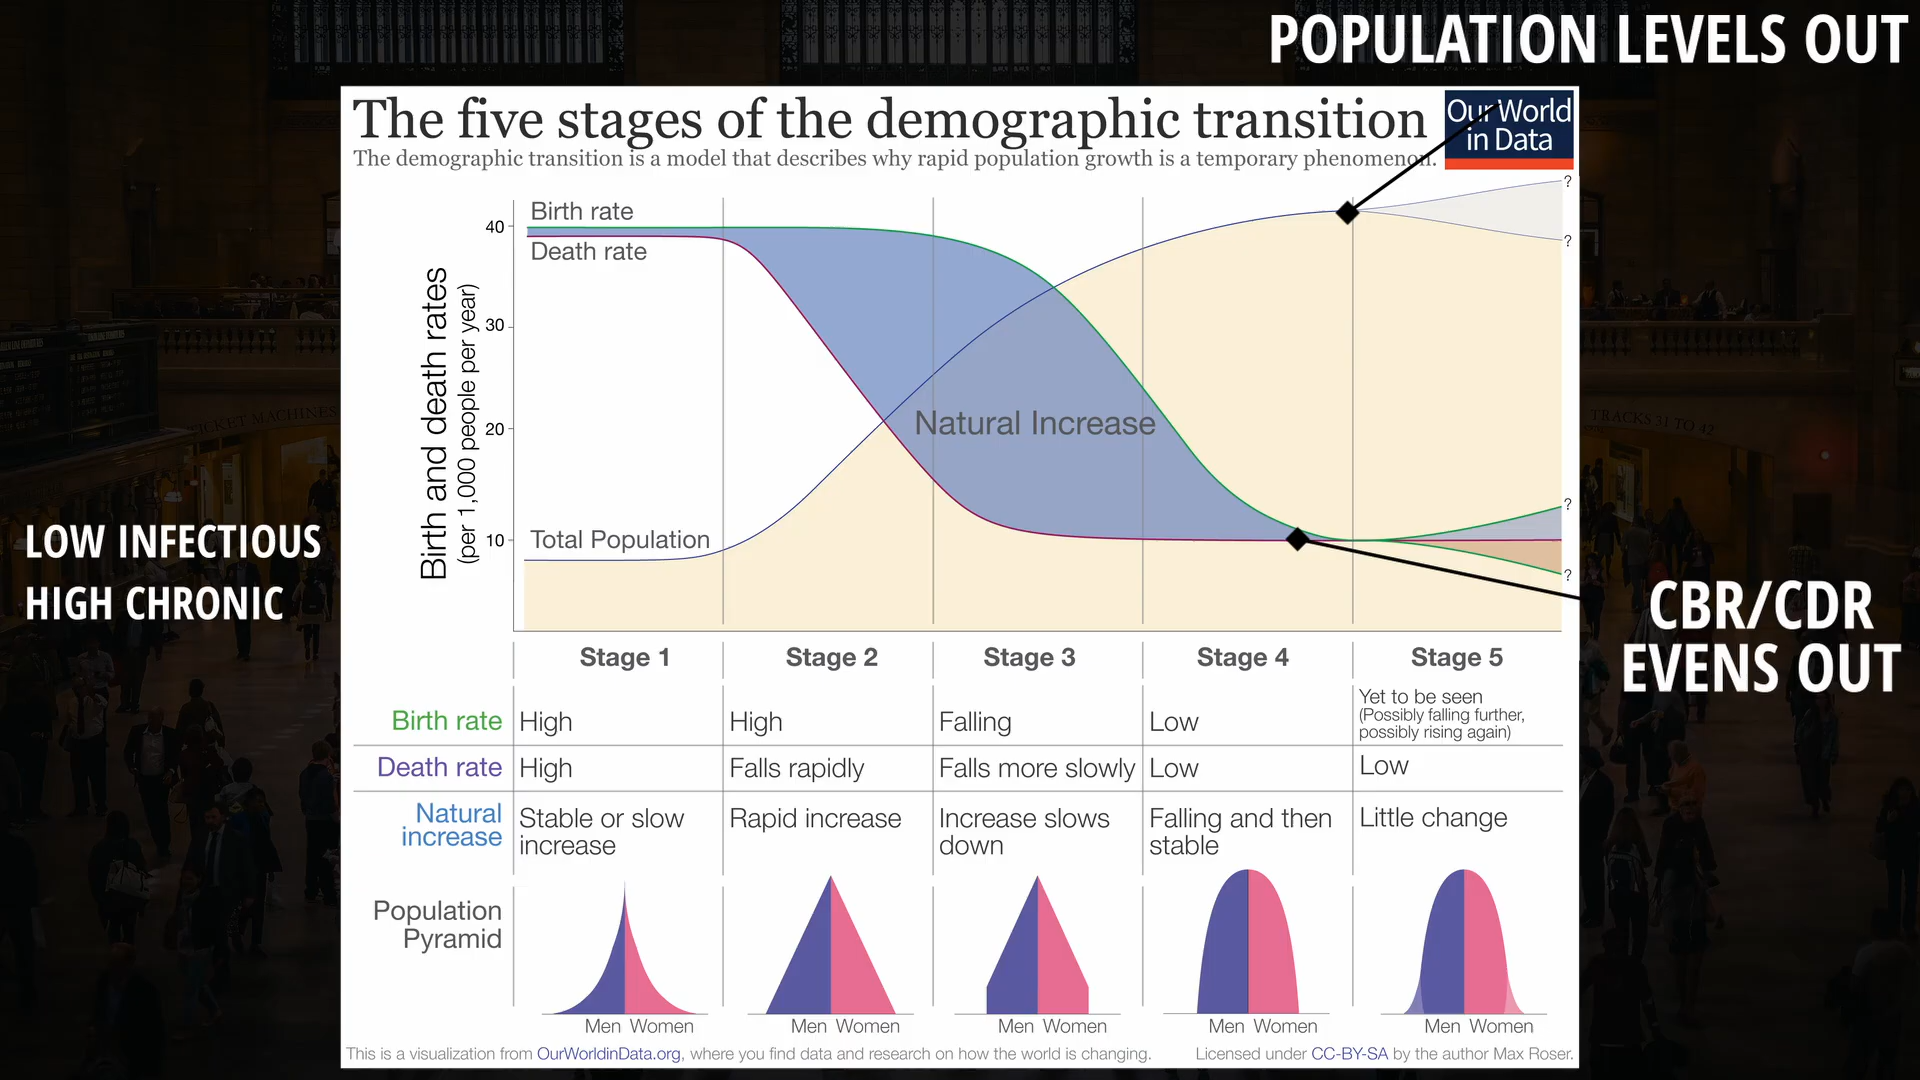 POPULATION LEVELS OUT
The five stages of the demographic transition
Our World
in Data
The demographic transition is a model that describes why rapid population growth is a temporary phenomenon.
Birth and death rates
(per 1,000 people per year)
40
30
20
10
Birth rate
Death rate
Natural Increase
Total Population
?
?
?
?
LOW INFECTIOUS
HIGH CHRONIC
CBR/CDR
EVENS OUT
TICKET MACHINES
TRACKS 31 TO 42
Stage 1
Stage 2
Stage 3
Stage 4
Stage 5
Birth rate
High
High
Falling
Low
Yet to be seen
(Possibly falling further,
possibly rising again)
Death rate
High
Falls rapidly
Falls more slowly
Low
Low
Natural
increase
Stable or slow
increase
Rapid increase
Increase slows
down
Falling and then
stable
Little change
Population
Pyramid
Men Women
Men Women
Men Women
Men Women
Men Women
This is a visualization from OurWorldinData.org, where you find data and research on how the world is changing.
Licensed under CC-BY-SA by the author Max Roser.